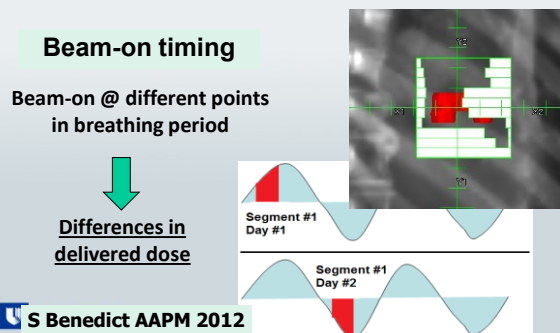 Beam-on timing
Beam-on @ different points
in breathing period
Differences in
delivered dose
Segment #1
Day #1
Segment #1
Day #2
S Benedict AAPM 2012